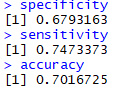 > specificity
[1] 0.6793163
> sensitivity
[1] 0.7473373
> accuracy
[1] 0.7016725